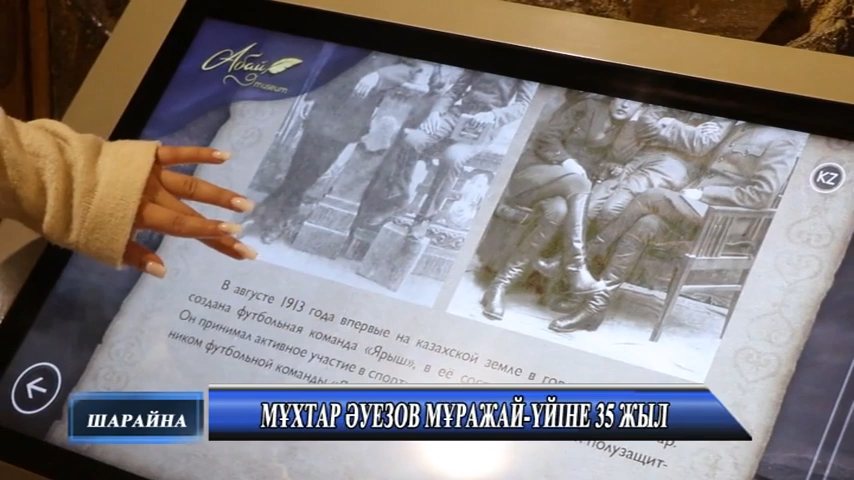 Абай
museum
KZ
В августе 1913 года впервые на казахской земле в гор
создана футбольная команда «Ярыш», в её сос
Он принимал активное участие в спорт
ником футбольной команды
полузащит-
ШАРАЙНА
МҰХТАР ӘУЕЗОВ МҰРАЖАЙ-ҮЙІНЕ 35 ЖЫЛ